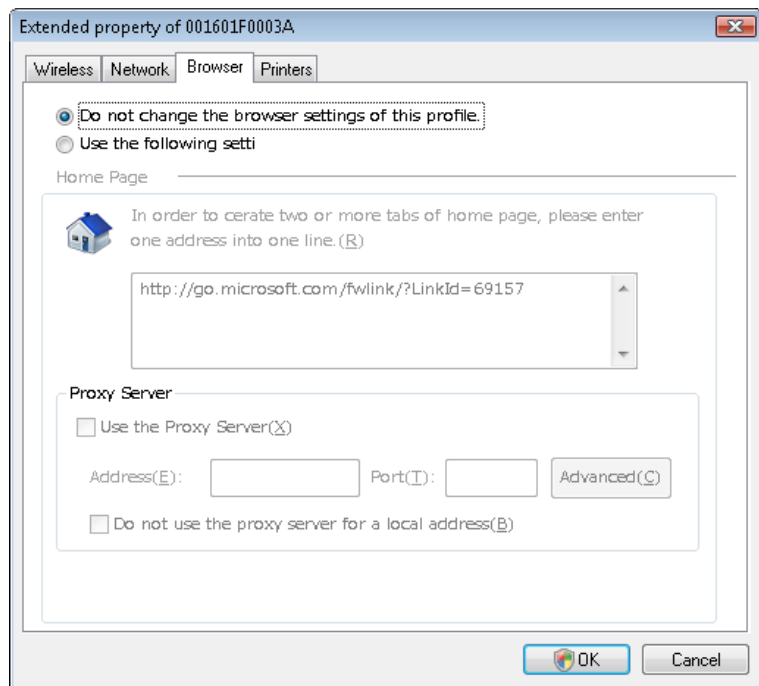 Extended property of 001601F0003A
Wireless Network Browser Printers
Do not change the browser settings of this profile.
Use the following setti
Home Page
In order to cerate two or more tabs of home page, please enter
one address into one line.(R)
http://go.microsoft.com/fwlink/?LinkId=69157
Proxy Server
Use the Proxy Server(X)
Address(E): Port(T): Advanced(C)
Do not use the proxy server for a local address(B)
OK Cancel